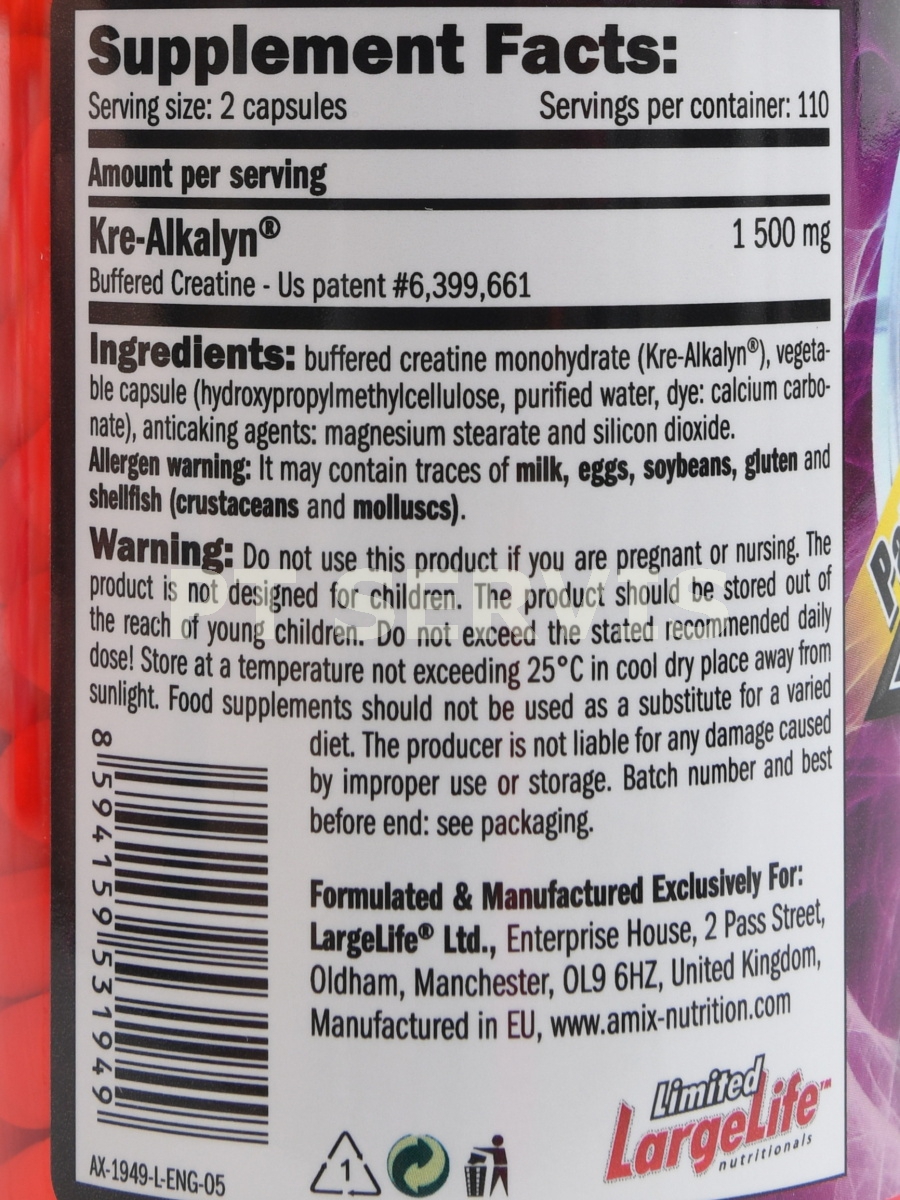 Supplement Facts:
Serving size: 2 capsules Servings per container: 110
Amount per serving
Kre-Alkalyn® 1 500 mg
Buffered Creatine - Us patent #6,399,661
Ingredients: buffered creatine monohydrate (Kre-Alkalyn®), vegeta-
ble capsule (hydroxypropylmethylcellulose, purified water, dye: calcium carbo-
nate), anticaking agents: magnesium stearate and silicon dioxide.
Allergen warning: It may contain traces of milk, eggs, soybeans, gluten and
shellfish (crustaceans and molluscs).
Warning: Do not use this product if you are pregnant or nursing. The
product is not designed for children. The product should be stored out of
the reach of young children. Do not exceed the stated recommended daily
dose! Store at a temperature not exceeding 25°C in cool dry place away from
sunlight. Food supplements should not be used as a substitute for a varied
diet. The producer is not liable for any damage caused
by improper use or storage. Batch number and best
before end: see packaging.
PT SERVIS
8 594159 531949
Formulated & Manufactured Exclusively For:
LargeLife® Ltd., Enterprise House, 2 Pass Street,
Oldham, Manchester, OL9 6HZ, United Kingdom,
Manufactured in EU, www.amix-nutrition.com
Limited
LargeLife™
nutritionals
1
AX-1949-L-ENG-05